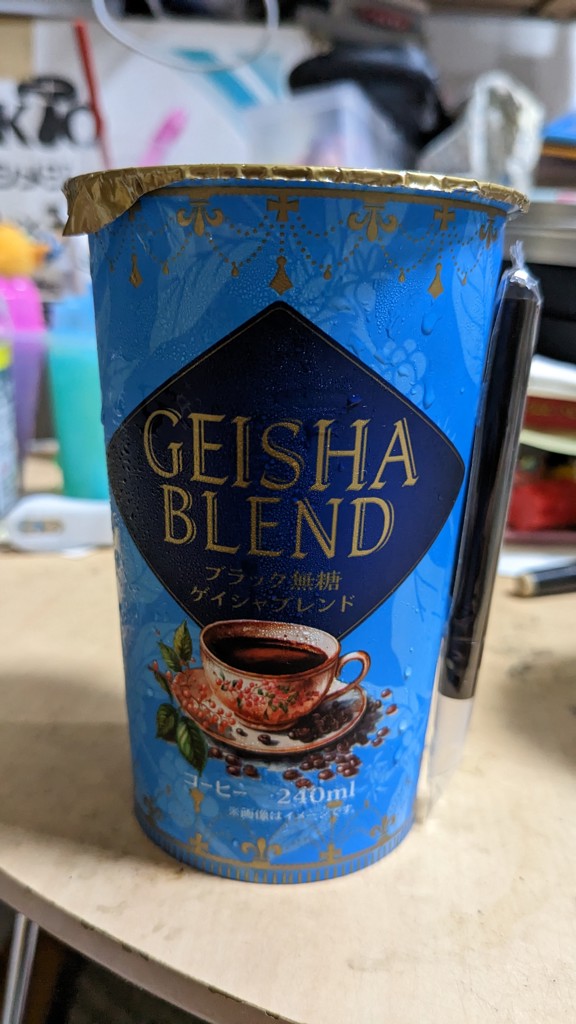 GEISHA
BLEND
ブラック無糖
ゲイシャブレンド
コーヒー 240ml
※画像はイメージです。